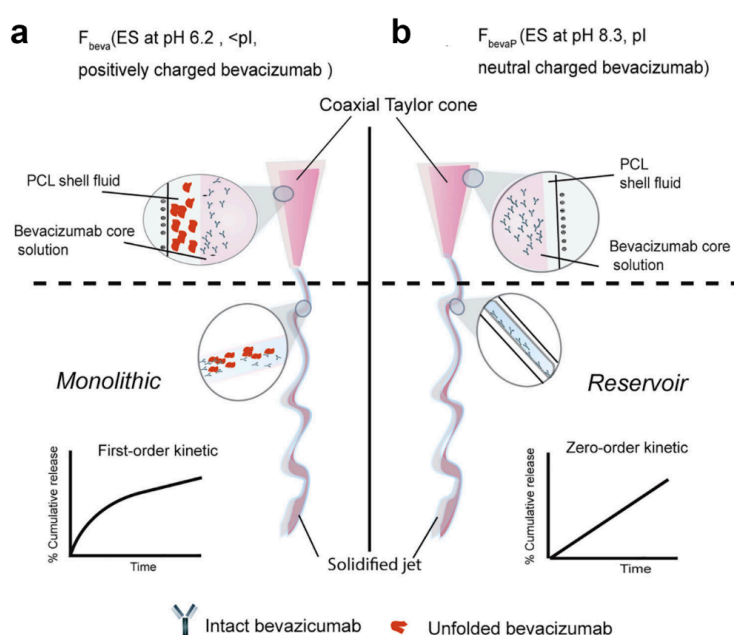 a
F_beva(ES at pH 6.2 , <pI,
positively charged bevacizumab )
b
F_bevaP(ES at pH 8.3, pI
neutral charged bevacizumab)
Coaxial Taylor cone
PCL shell fluid
Bevacizumab core
solution
PCL
shell fluid
Bevacizumab core
solution
Monolithic
Reservoir
First-order kinetic
% Cumulative release
Time
Zero-order kinetic
% Cumulative release
Time
Solidified jet
Intact bevazicumab
Unfolded bevacizumab